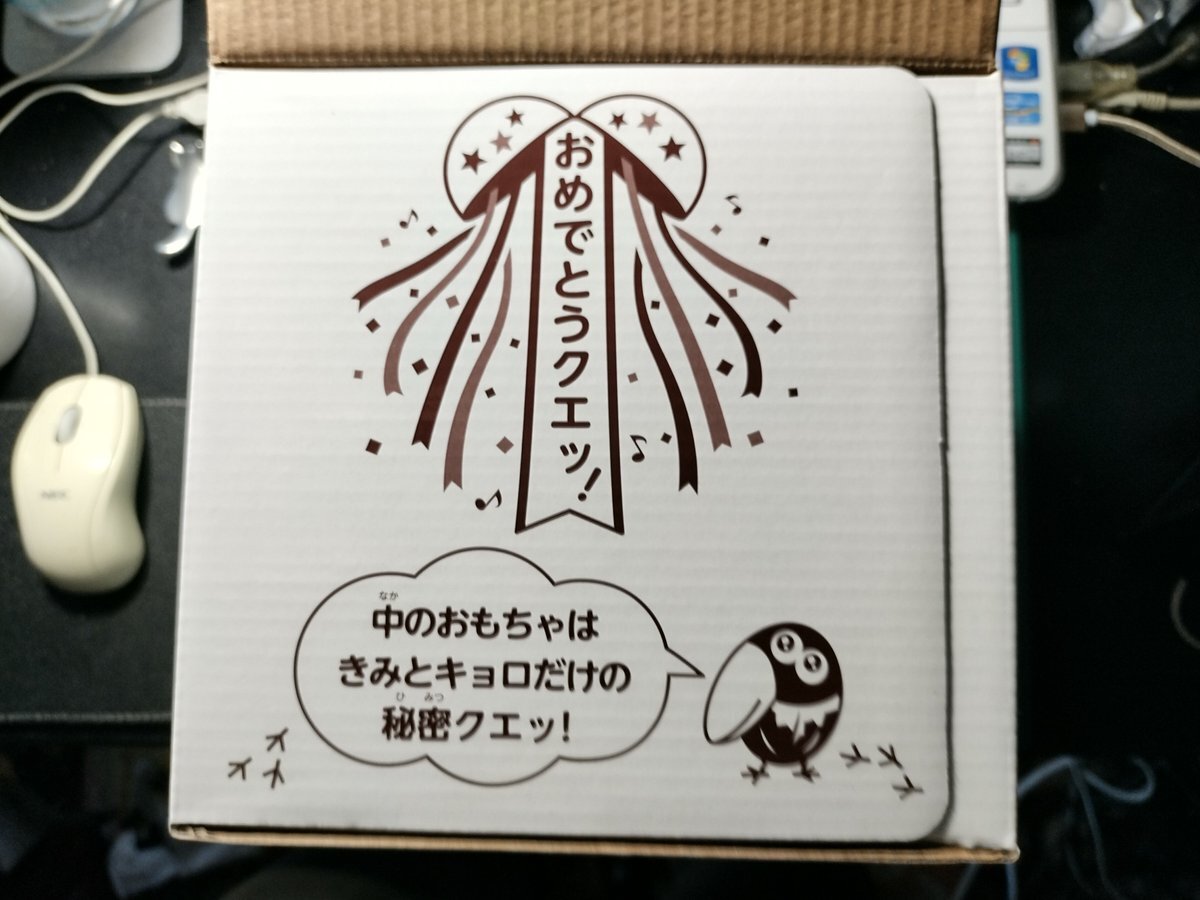 おめでとうクエッ!
中のおもちゃは
きみとキョロだけの
秘密クエッ!
なか
ひ みつ
NEC